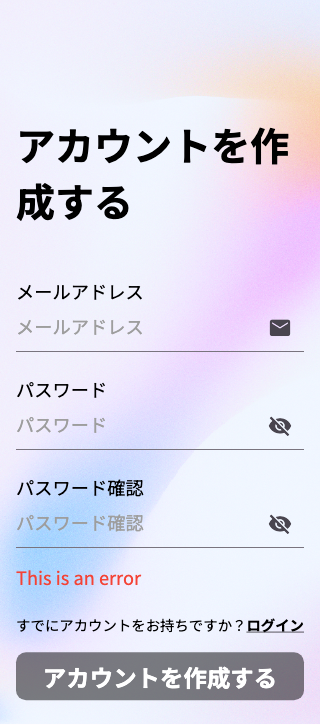 アカウントを作
成する
メールアドレス
メールアドレス
パスワード
パスワード
パスワード確認
パスワード確認
This is an error
すでにアカウントをお持ちですか？ログイン
アカウントを作成する